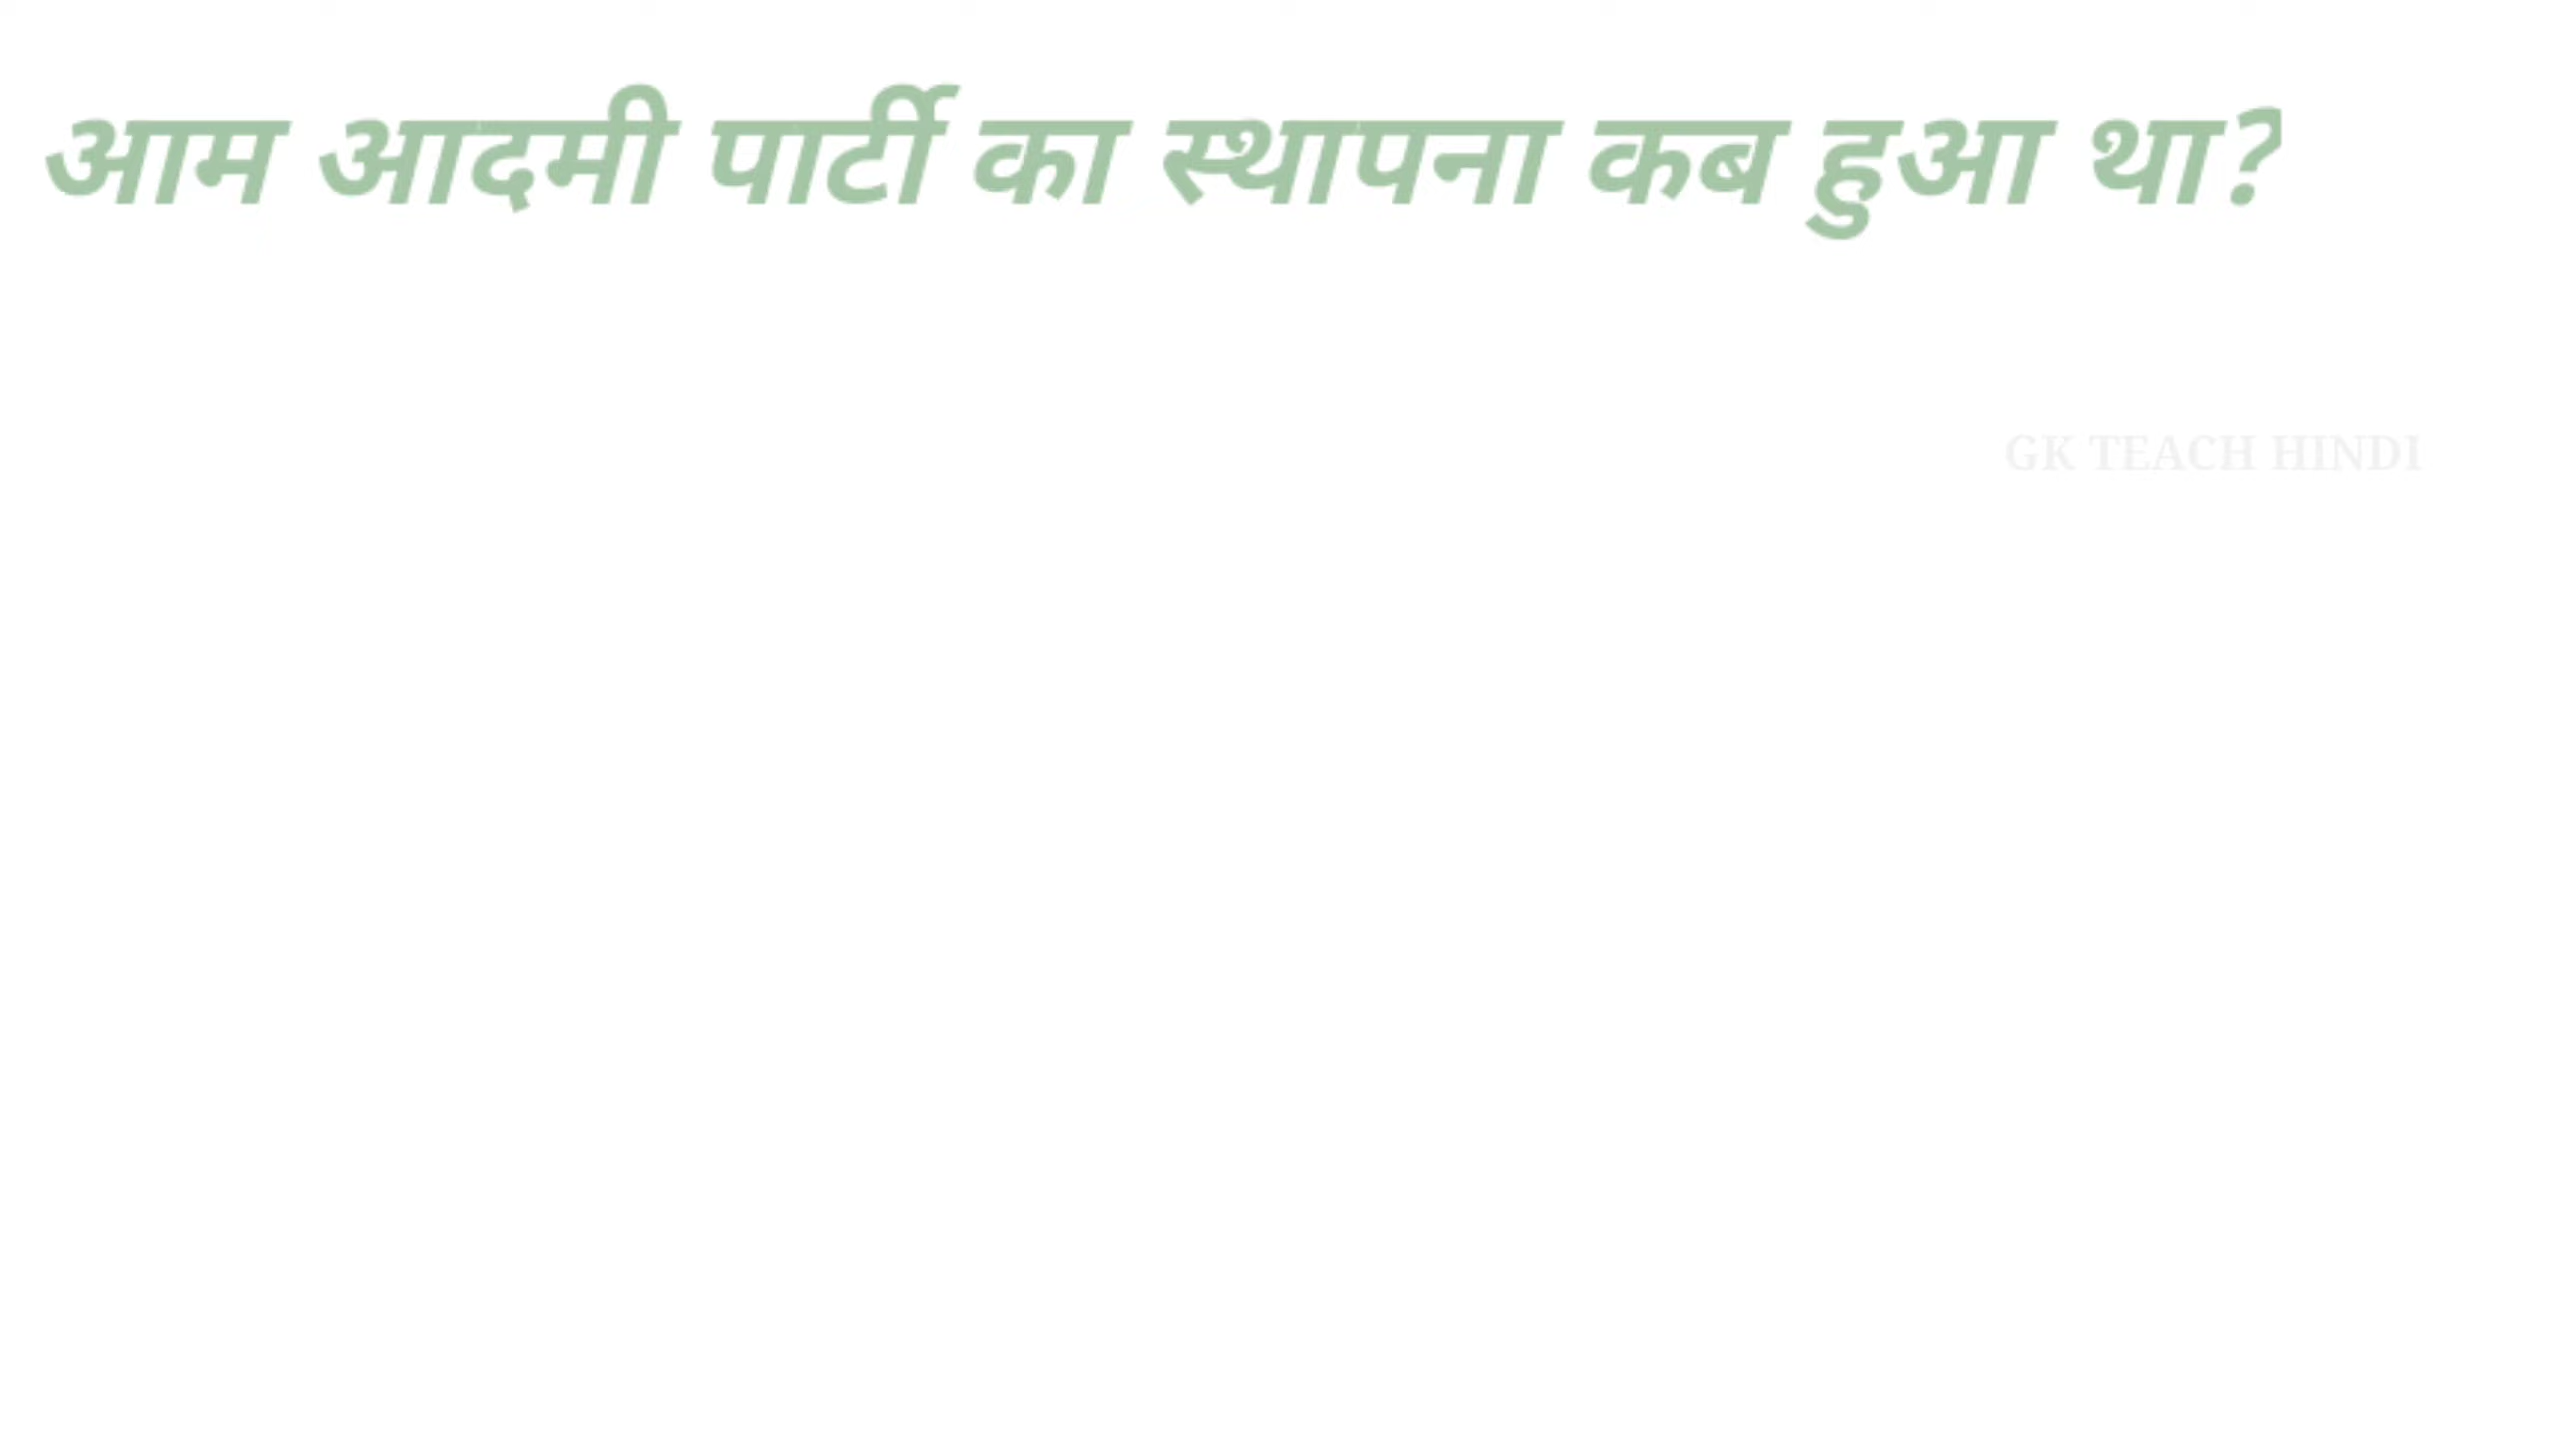 आम आदमी पार्टी का स्थापना कब हुआ था?
GK TEACH HINDI